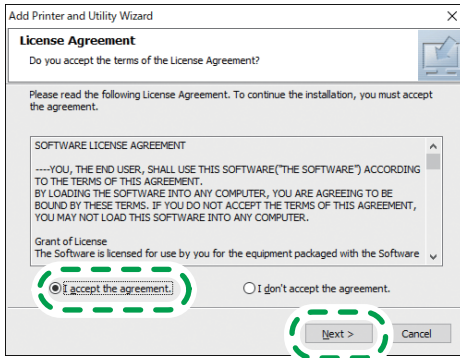 Add Printer and Utility Wizard
License Agreement
Do you accept the terms of the License Agreement?
Please read the following License Agreement. To continue the installation, you must accept
the agreement.
SOFTWARE LICENSE AGREEMENT
----YOU, THE END USER, SHALL USE THIS SOFTWARE("THE SOFTWARE") ACCORDING
TO THE TERMS OF THIS AGREEMENT.
BY LOADING THE SOFTWARE INTO ANY COMPUTER, YOU ARE AGREEING TO BE
BOUND BY THESE TERMS. IF YOU DO NOT ACCEPT THE TERMS OF THIS AGREEMENT,
YOU MAY NOT LOAD THIS SOFTWARE INTO ANY COMPUTER.
Grant of License
The Software is licensed for use by you for the equipment packaged with the Software
I accept the agreement. I don't accept the agreement.
Next > Cancel